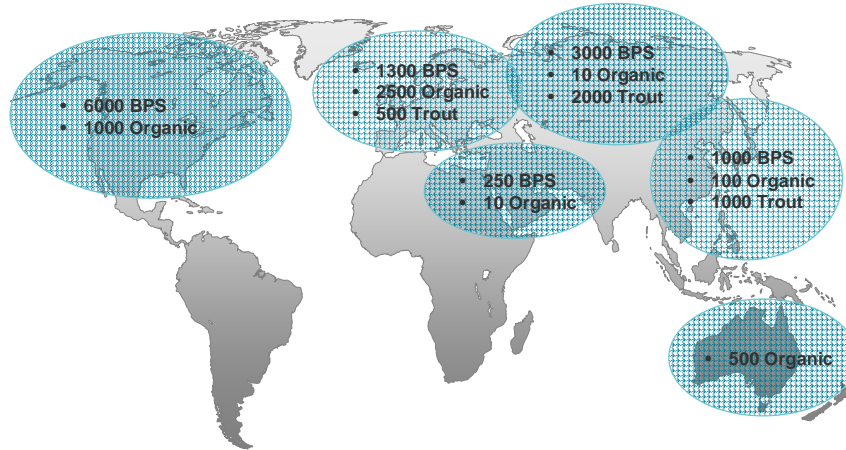 • 6000 BPS
• 1000 Organic
• 1300 BPS
• 2500 Organic
• 500 Trout
• 3000 BPS
• 10 Organic
• 2000 Trout
• 250 BPS
• 10 Organic
• 1000 BPS
• 100 Organic
• 1000 Trout
• 500 Organic